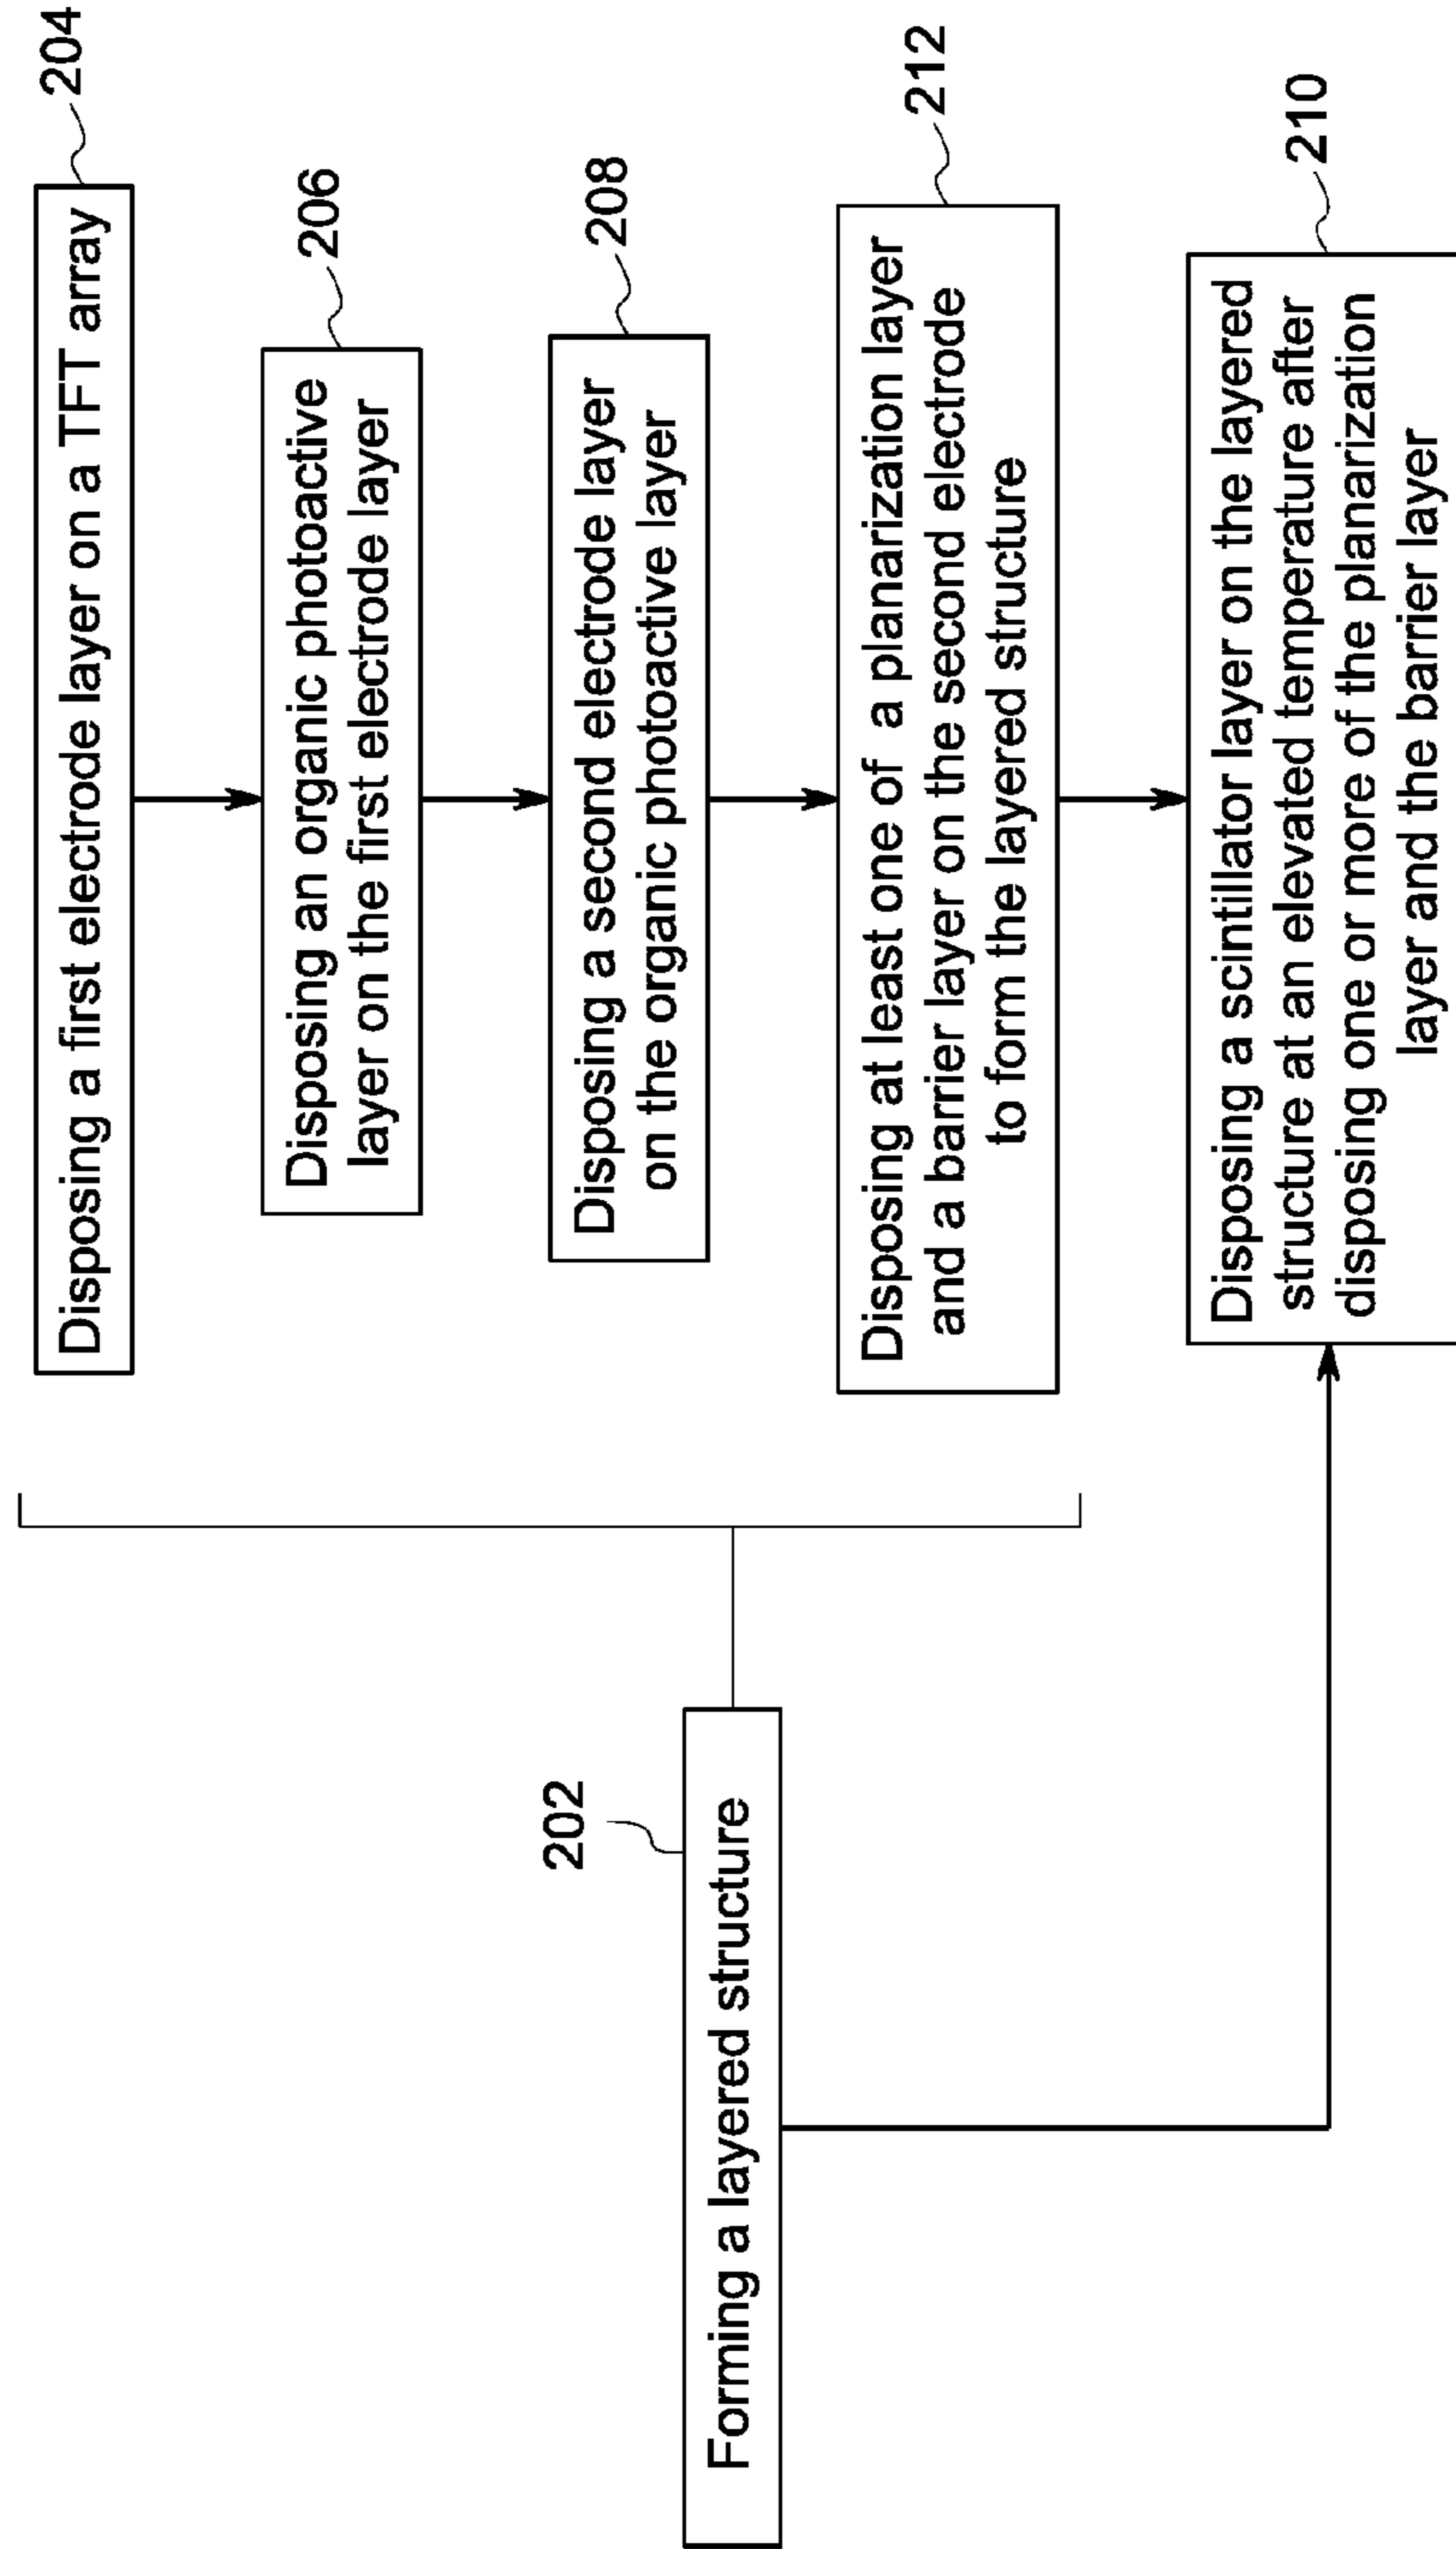 Forming a layered structure
202
Disposing a first electrode layer on a TFT array
204
Disposing an organic photoactive
layer on the first electrode layer
206
Disposing a second electrode layer
on the organic photoactive layer
208
Disposing at least one of a planarization layer
and a barrier layer on the second electrode
to form the layered structure
212
Disposing a scintillator layer on the layered
structure at an elevated temperature after
disposing one or more of the planarization
layer and the barrier layer
210